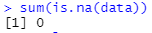 > sum(is.na(data))
[1] 0